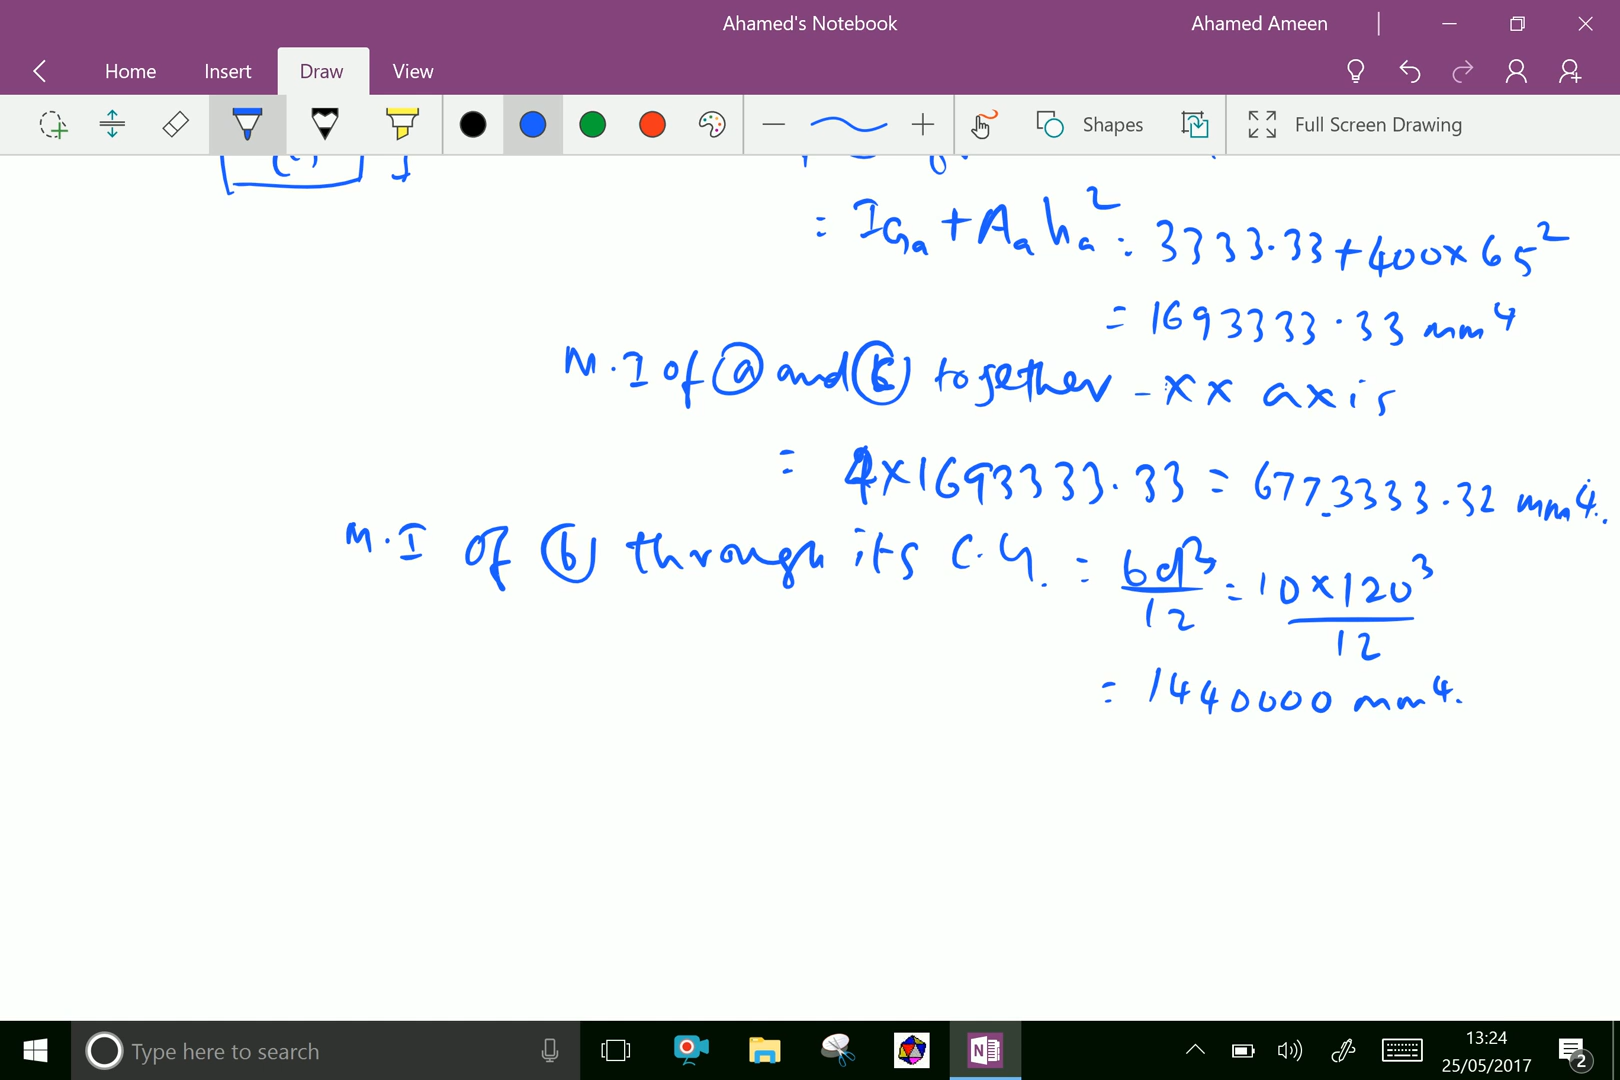 Ahamed's Notebook
Ahamed Ameen
Home Insert Draw View
Shapes
Full Screen Drawing
= IGa + Aaha² = 3333.33 + 400 × 65²
= 1693333.33 mm⁴
M.I of (a) and together - XX axis
= 4×1693333.33 = 6773333.32 mm⁴.
M.I of (b) through its C.G. = bd³/12 = 10×120³/12
= 1440000 mm⁴.
Type here to search
13:24
25/05/2017
2